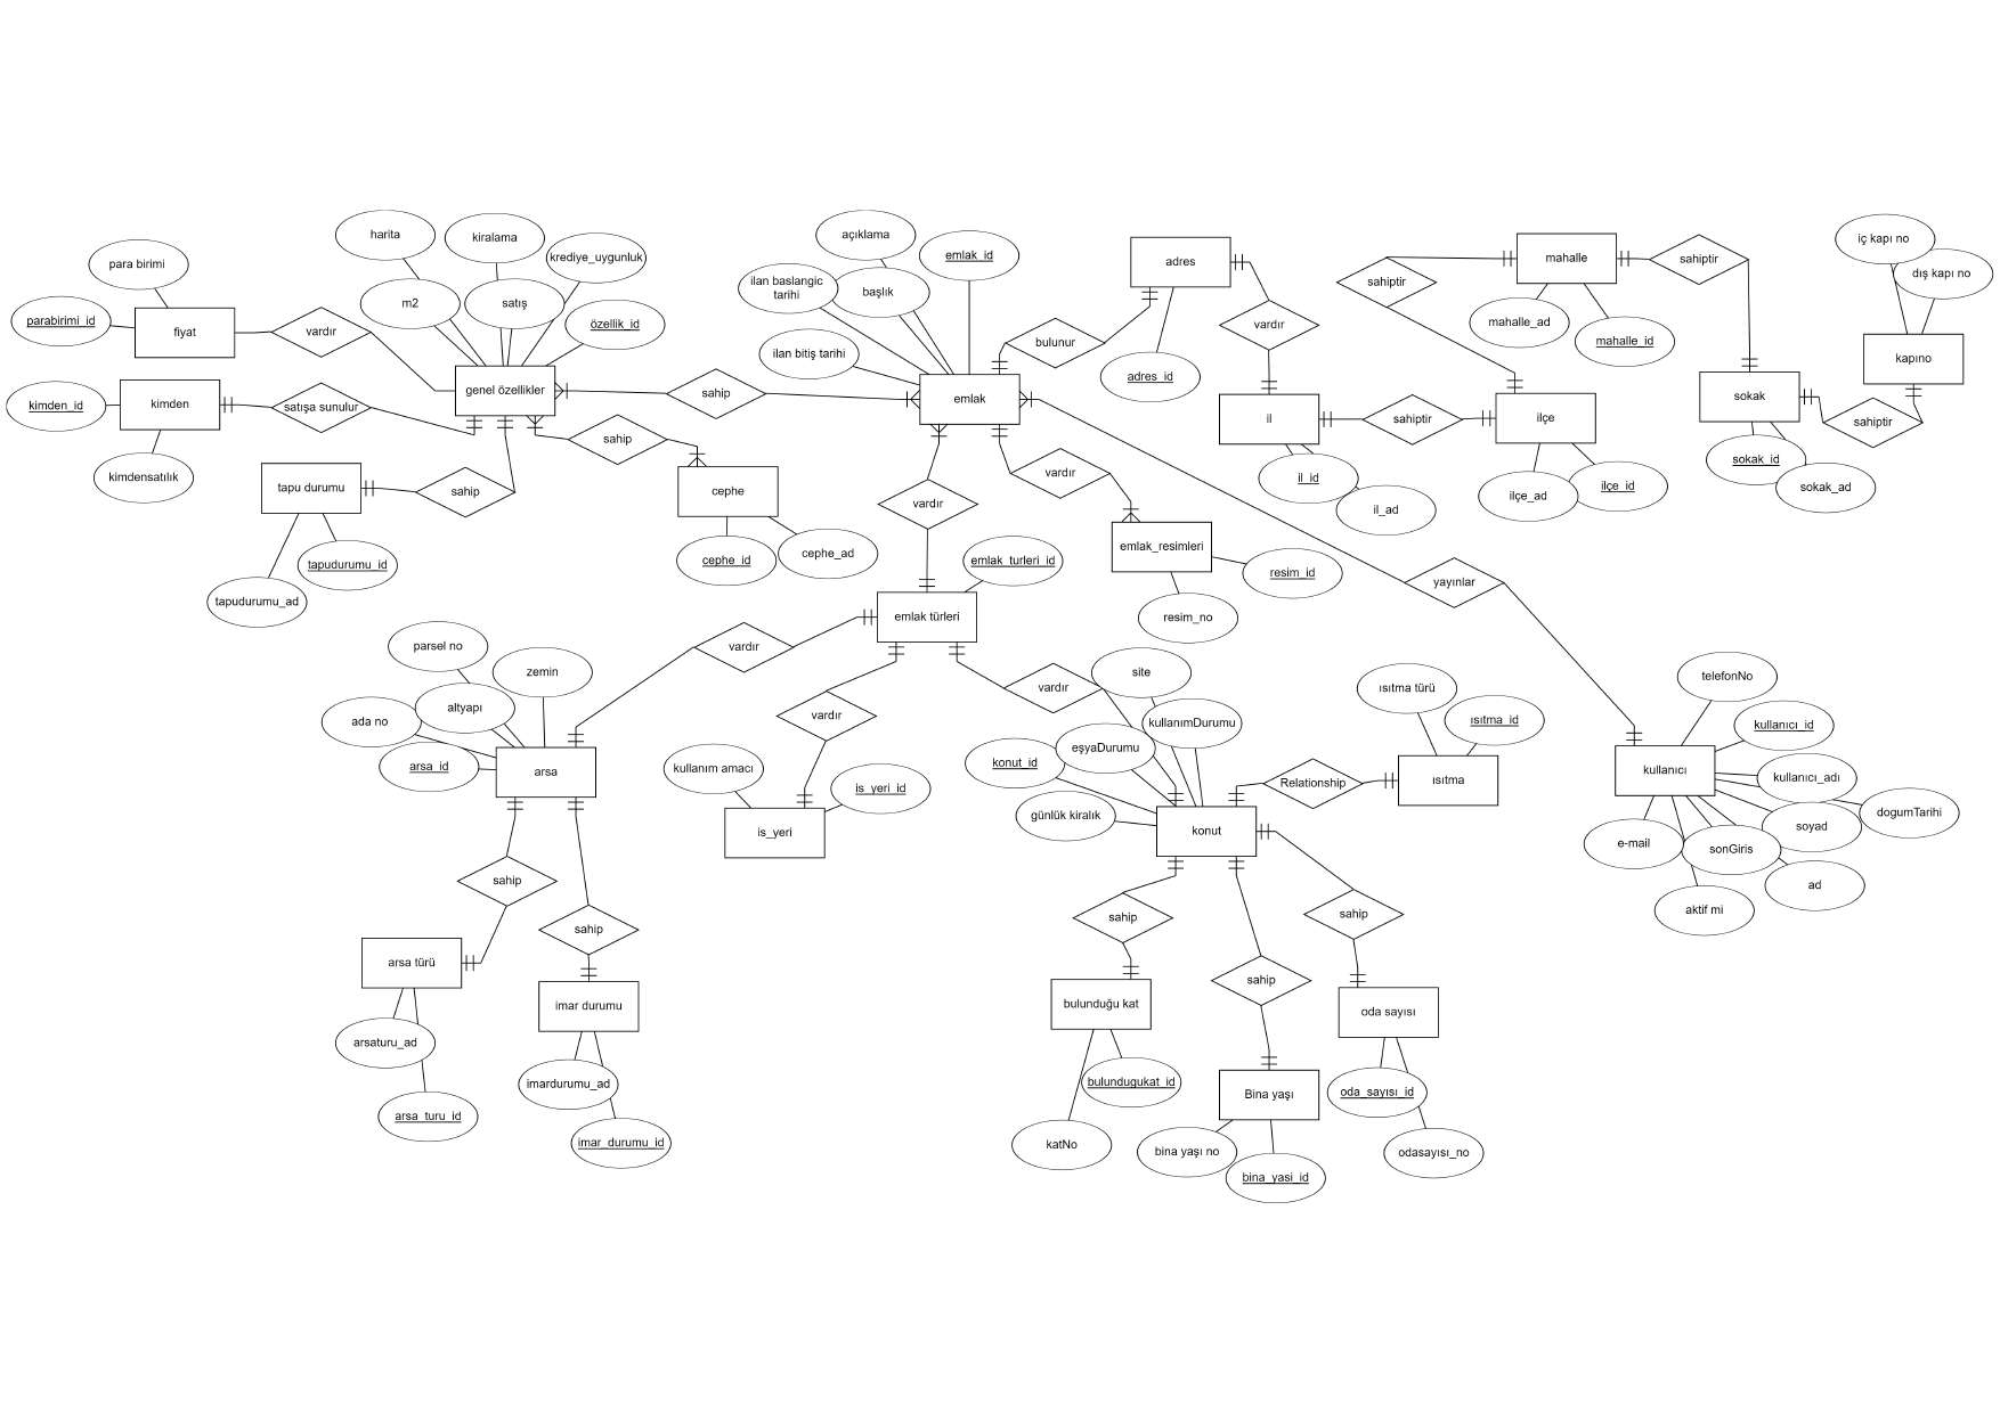 harita
kiralama
krediye_uygunluk
para birimi
m2
satış
parabirimi_id
özellik_id
fiyat
vardır
kimden_id
kimden
satışa sunulur
genel özellikler
sahip
kimdensatılık
sahip
tapu durumu
sahip
cephe
tapudurumu_id
tapudurumu_ad
cephe_id
cephe_ad
açıklama
emlak_id
ilan baslangic
tarihi
başlık
ilan bitiş tarihi
emlak
bulunur
adres
adres_id
vardır
il
il_id
il_ad
sahiptir
ilçe
ilçe_ad
ilçe_id
sahiptir
mahalle
mahalle_ad
mahalle_id
sahiptir
sokak
sokak_id
sokak_ad
sahiptir
kapıno
iç kapı no
dış kapı no
vardır
vardır
emlak_resimleri
resim_id
resim_no
yayınlar
emlak_turleri_id
emlak türleri
vardır
parsel no
zemin
altyapı
ada no
arsa_id
arsa
sahip
sahip
arsa türü
arsaturu_ad
arsa_turu_id
imar durumu
imardurumu_ad
imar_durumu_id
vardır
kullanım amacı
is_yeri_id
is_yeri
vardır
site
kullanımDurumu
eşyaDurumu
konut_id
günlük kiralık
konut
Relationship
ısıtma türü
ısıtma_id
ısıtma
sahip
sahip
sahip
bulunduğu kat
bulundugukat_id
katNo
Bina yaşı
bina yaşı no
bina_yasi_id
oda sayısı
oda_sayısı_id
odasayısı_no
telefonNo
kullanıcı_id
kullanıcı
kullanıcı_adı
dogumTarihi
soyad
e-mail
sonGiris
ad
aktif mi